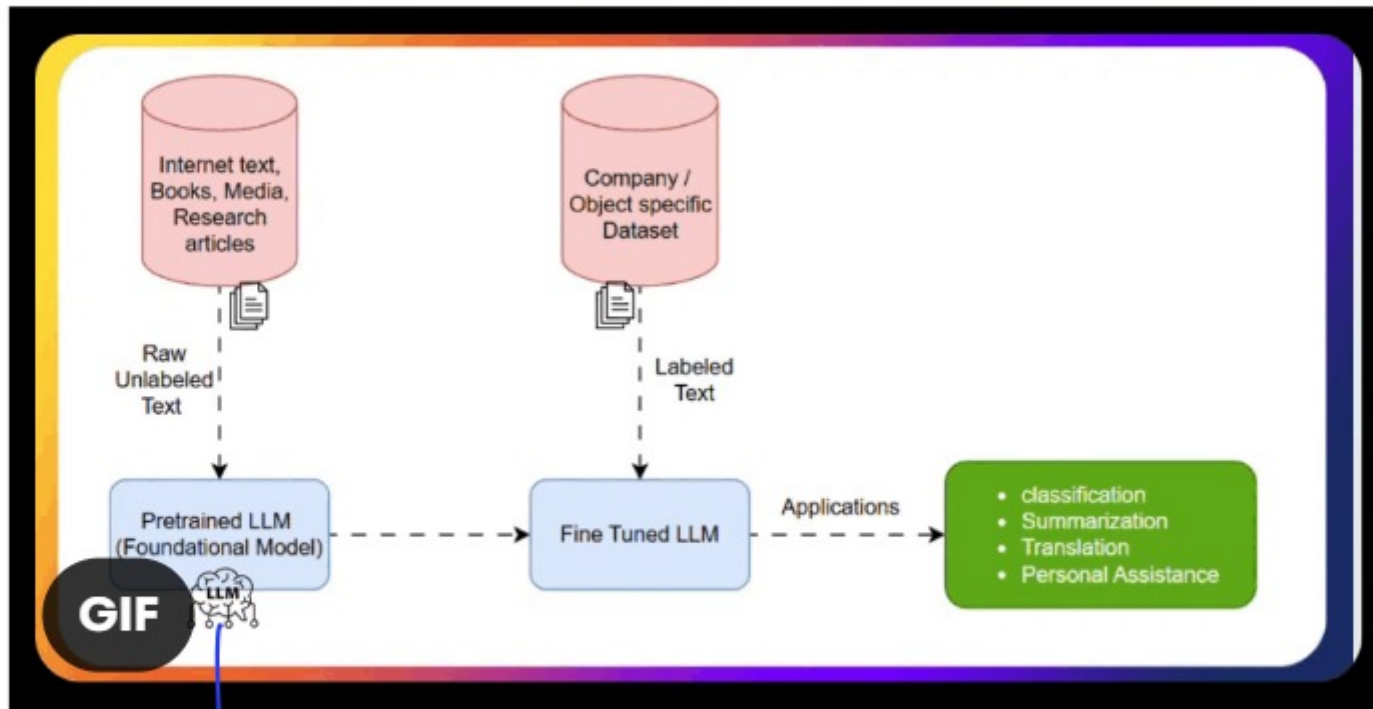 Internet text,
Books, Media,
Research
articles
Company /
Object specific
Dataset
Raw
Unlabeled
Text
Labeled
Text
Pretrained LLM
(Foundational Model)
Fine Tuned LLM
Applications
• classification
• Summarization
• Translation
• Personal Assistance
LLM
GIF